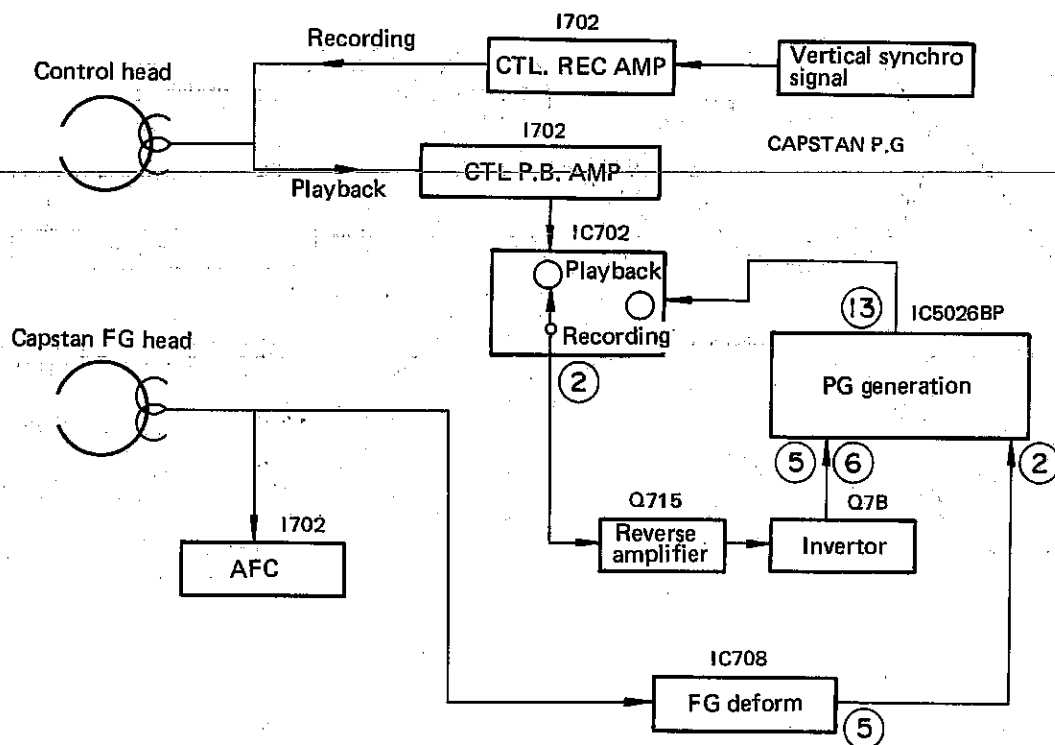 I702
Recording
CTL. REC AMP
Vertical synchro
signal
Control head
I702
CAPSTAN P.G
Playback
CTL P.B. AMP
IC702
Playback
Recording
13
IC5026BP
Capstan FG head
2
PG generation
5
6
2
Q715
Q7B
I702
Reverse
amplifier
Invertor
AFC
IC708
FG deform
5